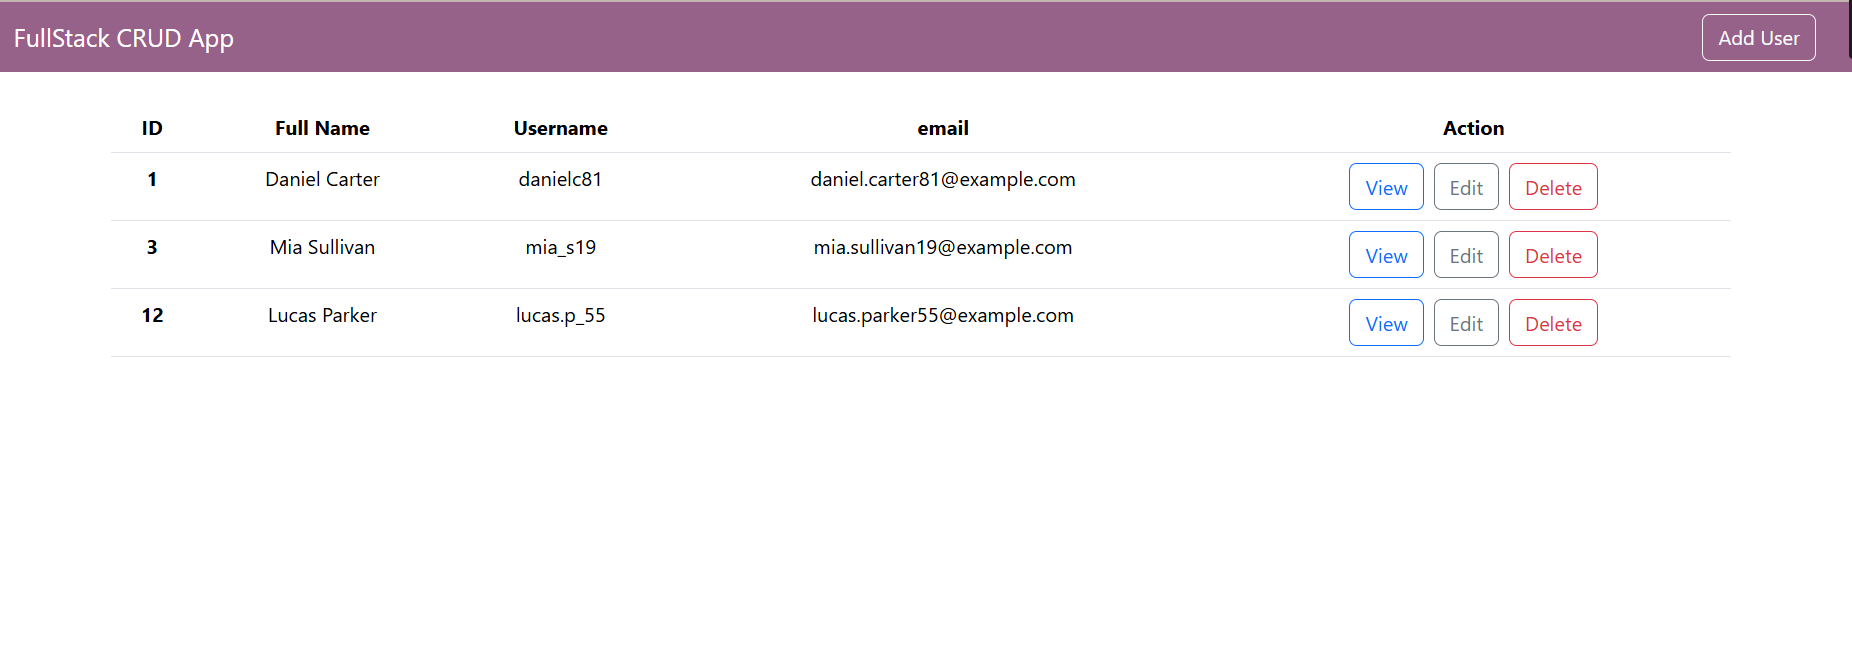 FullStack CRUD App Add User
ID Full Name Username email Action
1 Daniel Carter danielc81 daniel.carter81@example.com View Edit Delete
3 Mia Sullivan mia_s19 mia.sullivan19@example.com View Edit Delete
12 Lucas Parker lucas.p_55 lucas.parker55@example.com View Edit Delete